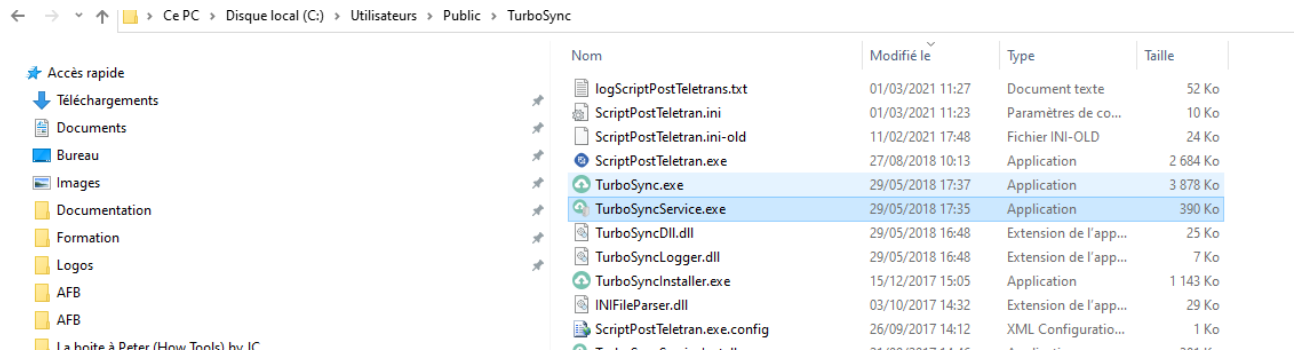 Ce PC > Disque local (C:) > Utilisateurs > Public > TurboSync
Accès rapide
Téléchargements
Documents
Bureau
Images
Documentation
Formation
Logos
AFB
AFB
La boite à Peter (How Tools) by JC
Nom Modifié le Type Taille
logScriptPostTeletrans.txt 01/03/2021 11:27 Document texte 52 Ko
ScriptPostTeletran.ini 01/03/2021 11:23 Paramètres de co... 10 Ko
ScriptPostTeletran.ini-old 11/02/2021 17:48 Fichier INI-OLD 24 Ko
ScriptPostTeletran.exe 27/08/2018 10:13 Application 2 684 Ko
TurboSync.exe 29/05/2018 17:37 Application 3 878 Ko
TurboSyncService.exe 29/05/2018 17:35 Application 390 Ko
TurboSyncDll.dll 29/05/2018 16:48 Extension de l'app... 25 Ko
TurboSyncLogger.dll 29/05/2018 16:48 Extension de l'app... 7 Ko
TurboSyncInstaller.exe 15/12/2017 15:05 Application 1 143 Ko
INIFileParser.dll 03/10/2017 14:32 Extension de l'app... 29 Ko
ScriptPostTeletran.exe.config 26/09/2017 14:12 XML Configuratio... 1 Ko